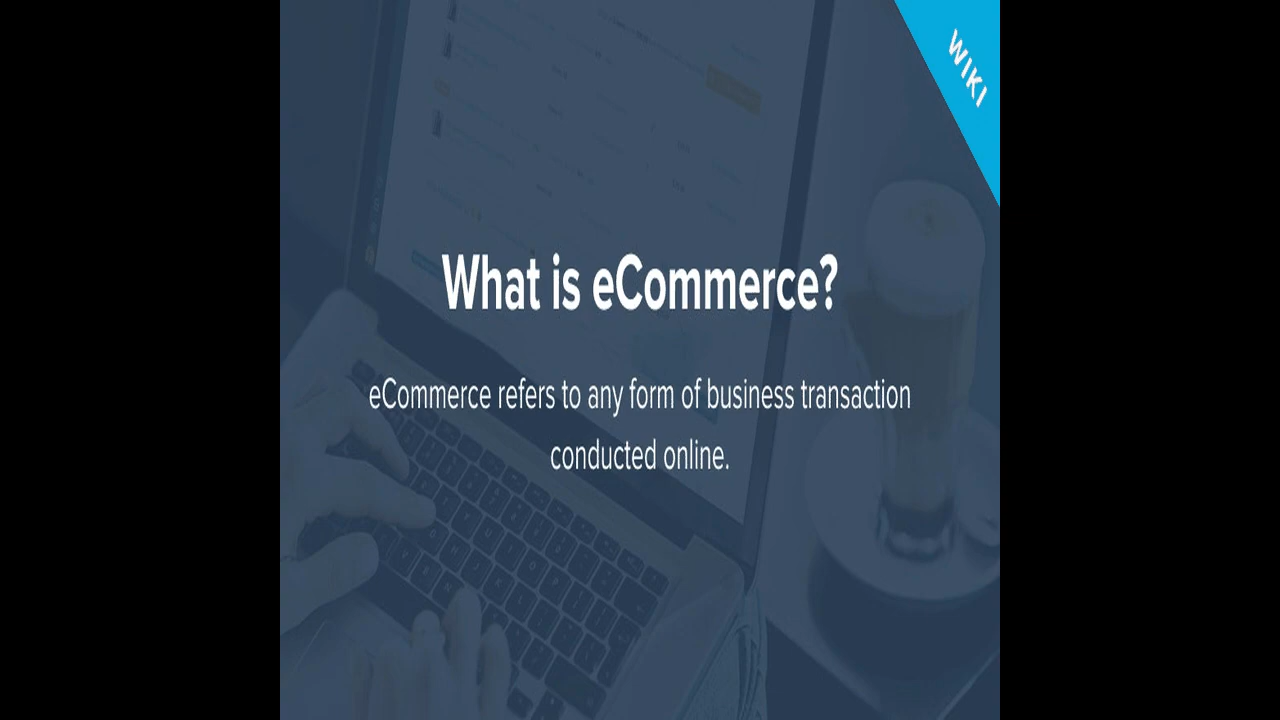 WIKI
What is eCommerce?
eCommerce refers to any form of business transaction
conducted online.